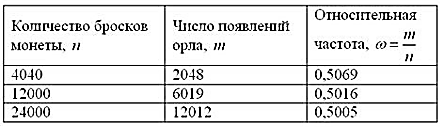 Количество бросков
монеты, n
Число появлений
орла, m
Относительная
частота, ω = m/n
4040 2048 0,5069
12000 6019 0,5016
24000 12012 0,5005